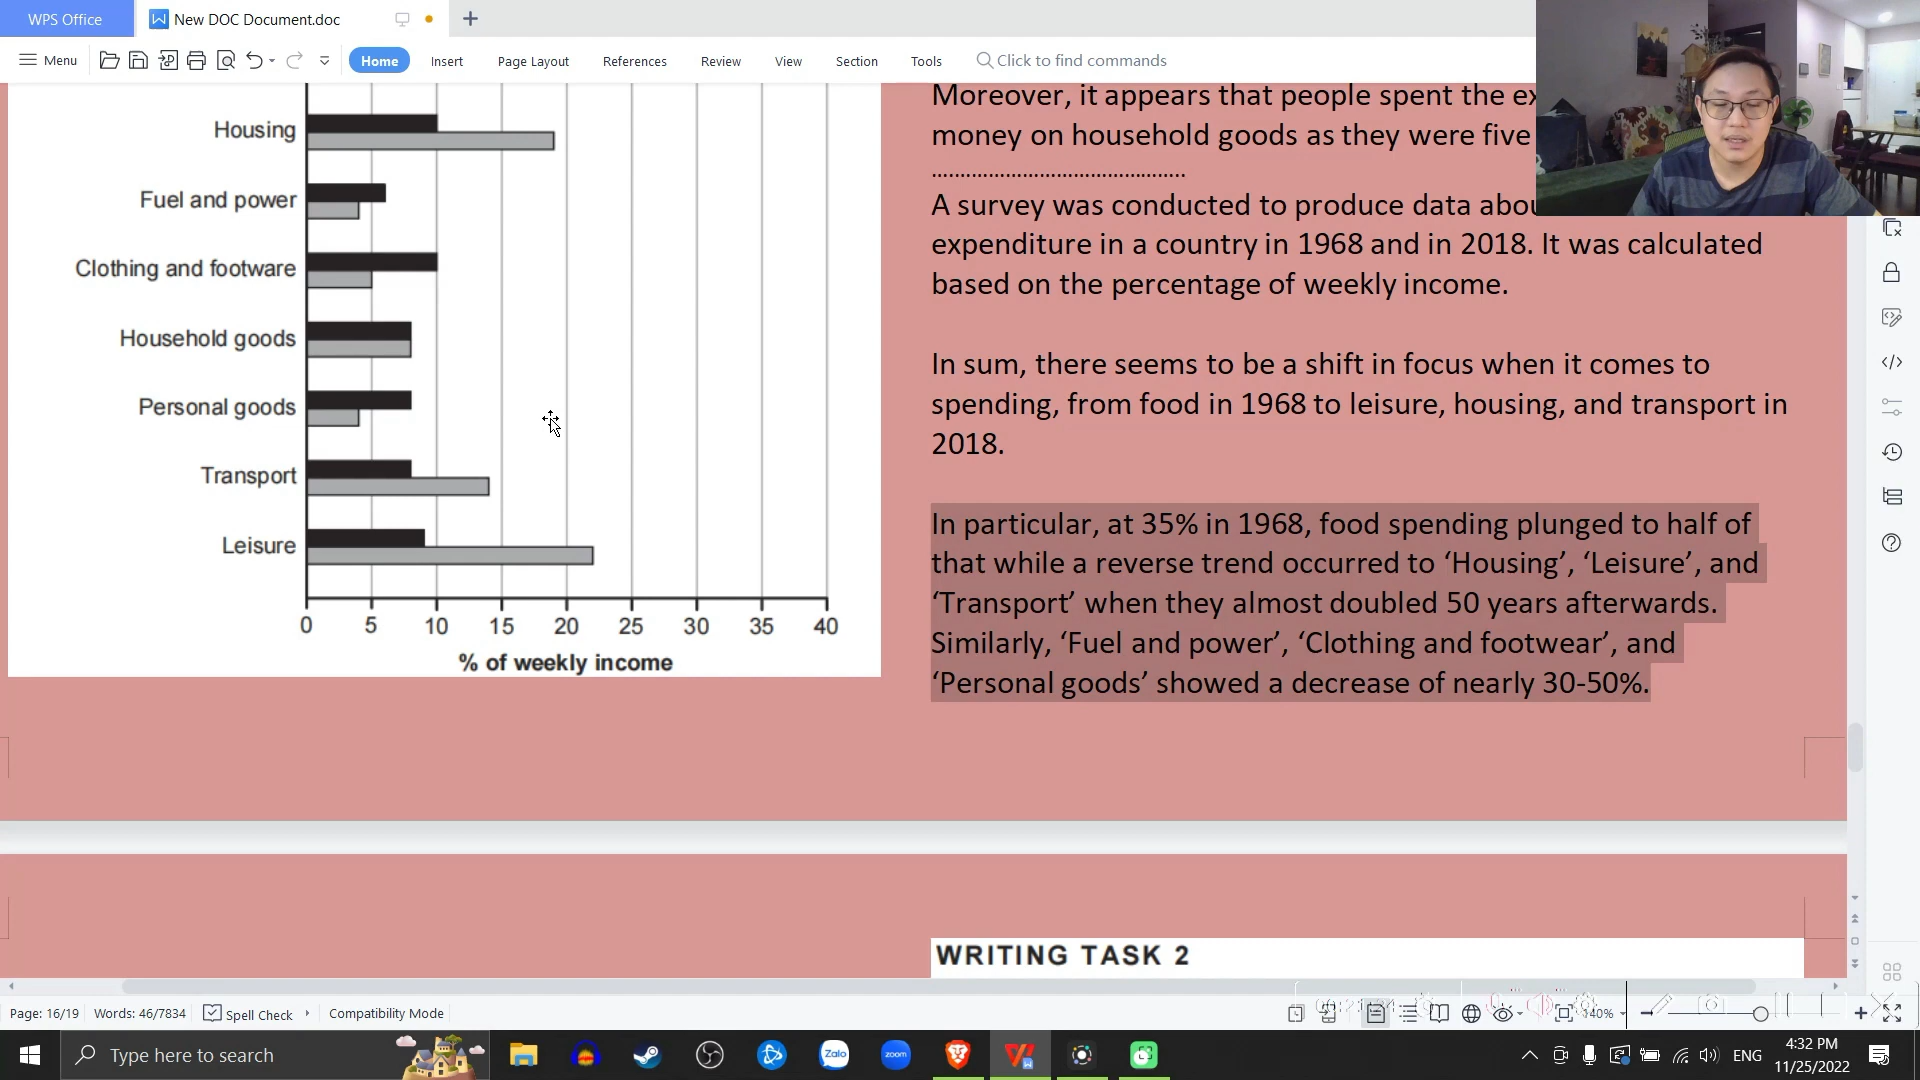 WPS Office
New DOC Document.doc
Menu
Home
Insert
Page Layout
References
Review
View
Section
Tools
Click to find commands
Housing
Fuel and power
Clothing and footware
Household goods
Personal goods
Transport
Leisure
0 5 10 15 20 25 30 35 40
% of weekly income
Moreover, it appears that people spent the
money on household goods as they were five
...........................................
A survey was conducted to produce data
expenditure in a country in 1968 and in 2018. It was calculated
based on the percentage of weekly income.
In sum, there seems to be a shift in focus when it comes to
spending, from food in 1968 to leisure, housing, and transport in
2018.
In particular, at 35% in 1968, food spending plunged to half of
that while a reverse trend occurred to ‘Housing’, ‘Leisure’, and
‘Transport’ when they almost doubled 50 years afterwards.
Similarly, ‘Fuel and power’, ‘Clothing and footwear’, and
‘Personal goods’ showed a decrease of nearly 30-50%.
WRITING TASK 2
Page: 16/19
Words: 46/7834
Spell Check
Compatibility Mode
140%
Type here to search
Zalo
zoom
ENG
4:32 PM
11/25/2022